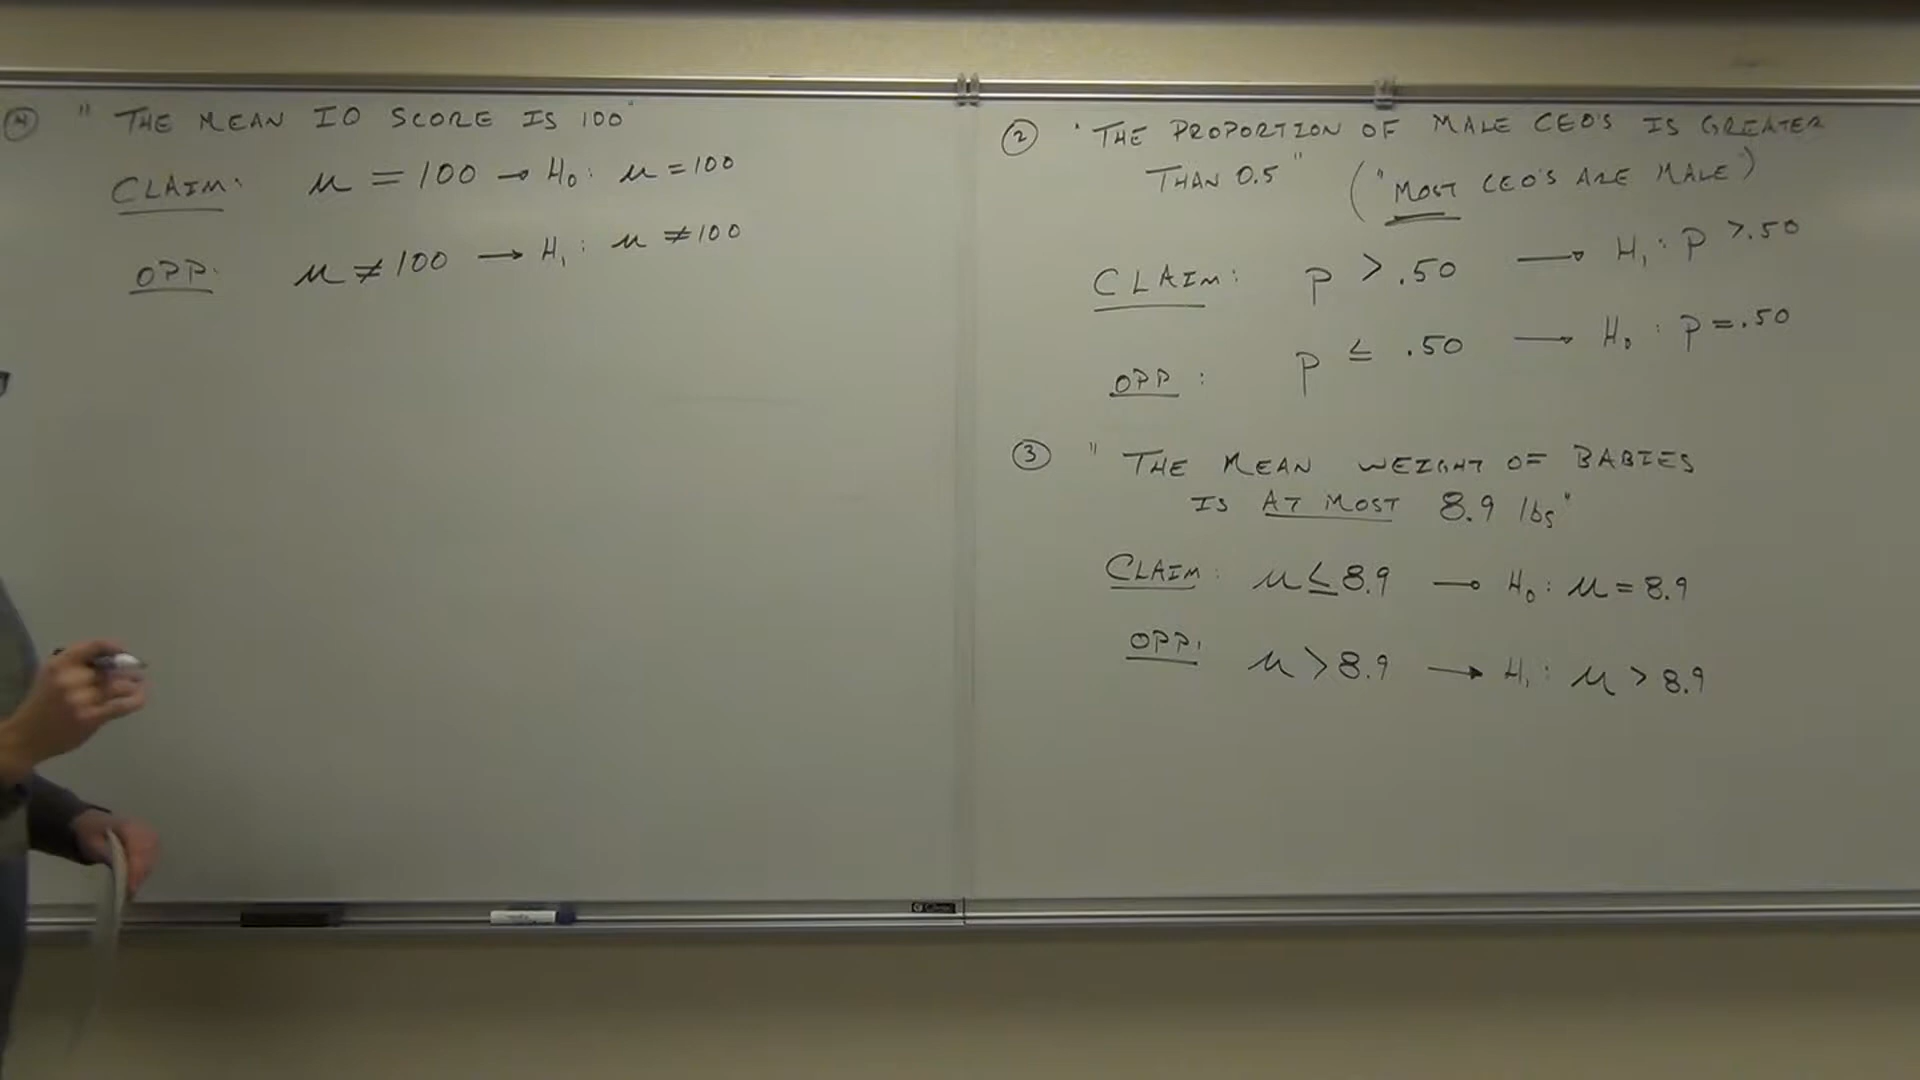 ④ " THE MEAN IQ SCORE IS 100"
CLAIM: μ = 100 → H₀: μ = 100
OPP: μ ≠ 100 → H₁: μ ≠ 100
② "THE PROPORTION OF MALE CEO'S IS GREATER
THAN 0.5" ("MOST CEO'S ARE MALE")
CLAIM: p > .50 → H₁: p > .50
OPP: p ≤ .50 → H₀: p = .50
③ " THE MEAN WEIGHT OF BABIES
IS AT MOST 8.9 lbs"
CLAIM: μ ≤ 8.9 → H₀: μ = 8.9
OPP: μ > 8.9 → H₁: μ > 8.9